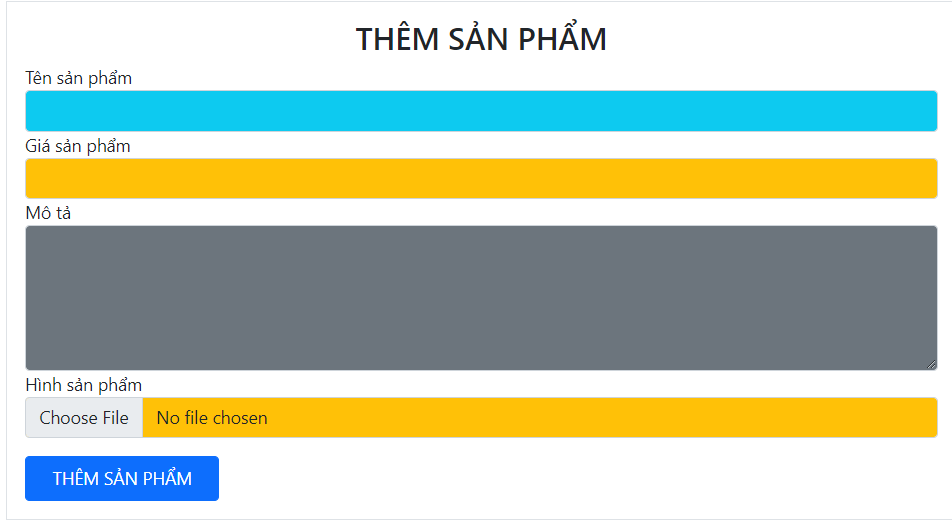 THÊM SẢN PHẨM
Tên sản phẩm
Giá sản phẩm
Mô tả
Hình sản phẩm
Choose File No file chosen
THÊM SẢN PHẨM